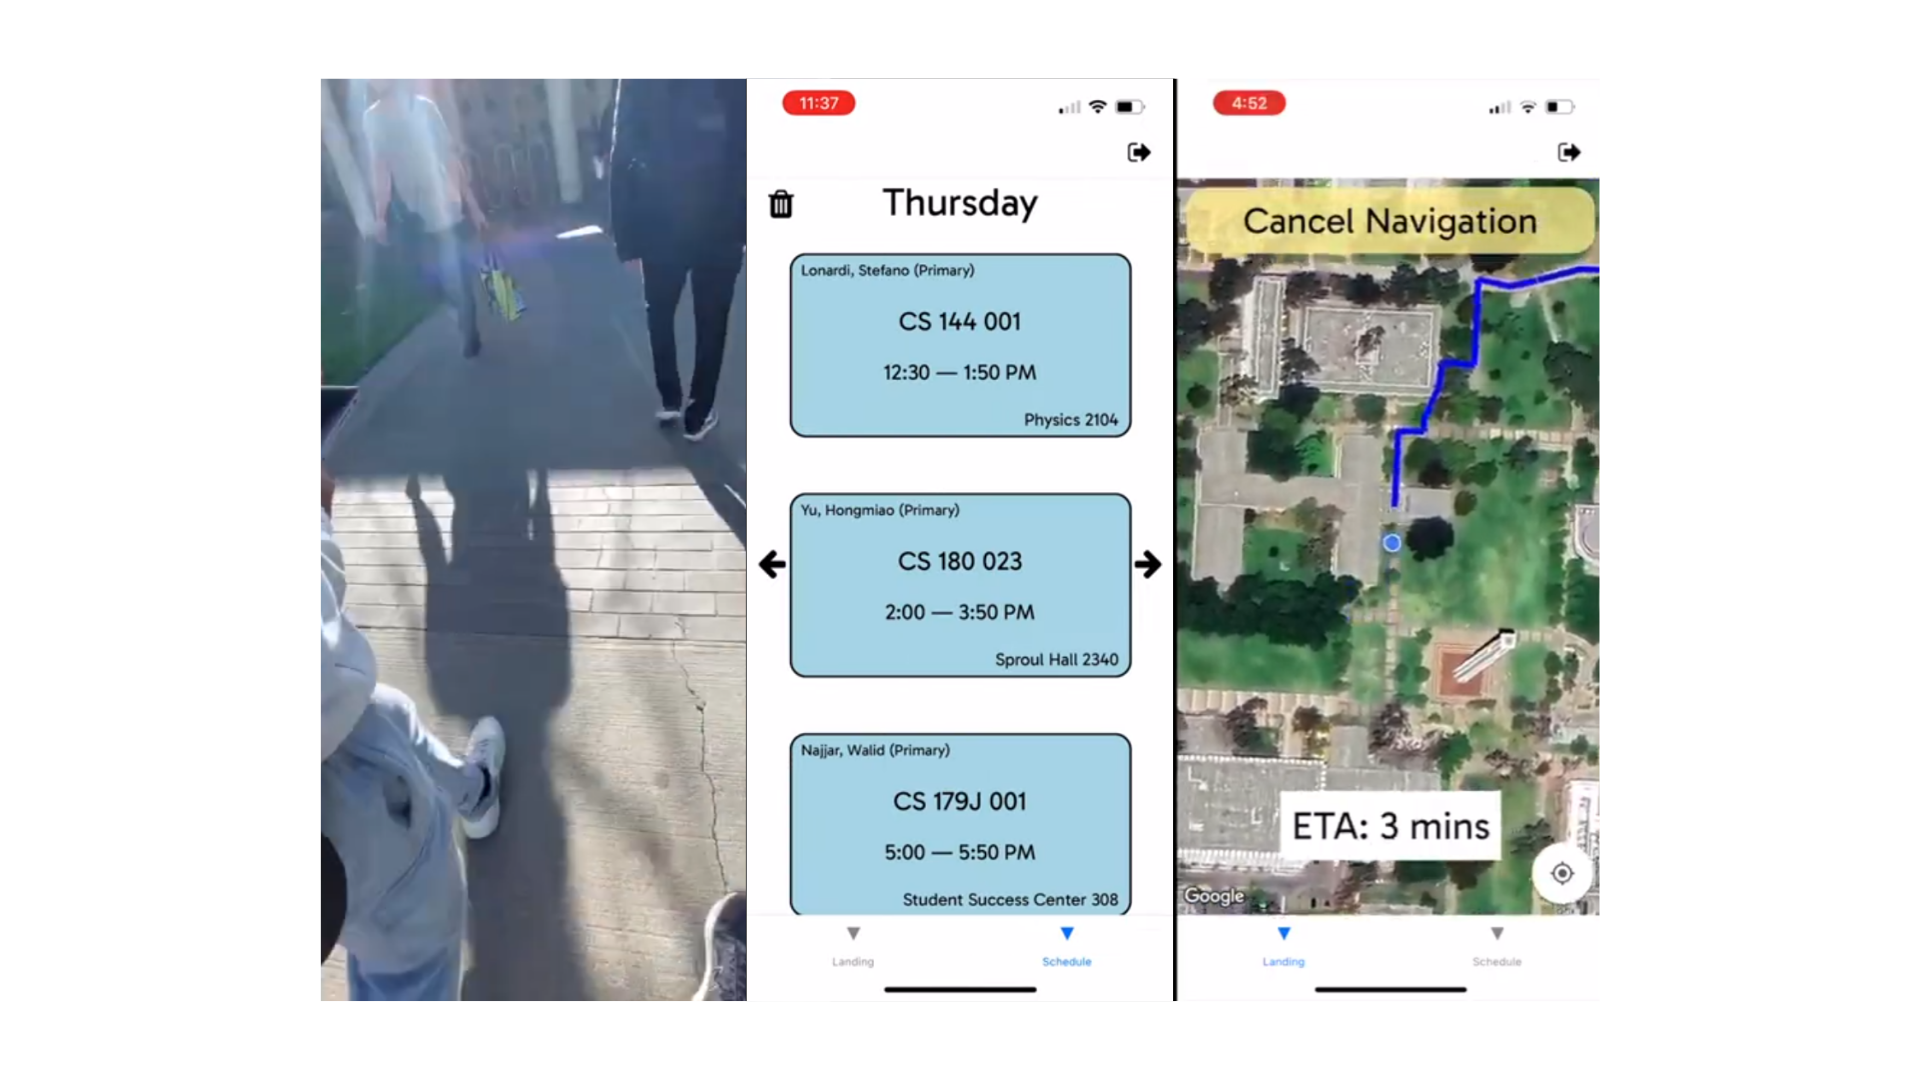 11:37
Thursday
Lonardi, Stefano (Primary)
CS 144 001
12:30 — 1:50 PM
Physics 2104
Yu, Hongmiao (Primary)
CS 180 023
2:00 — 3:50 PM
Sproul Hall 2340
Najjar, Walid (Primary)
CS 179J 001
5:00 — 5:50 PM
Student Success Center 308
Landing
Schedule
4:52
Cancel Navigation
ETA: 3 mins
Google
Landing
Schedule